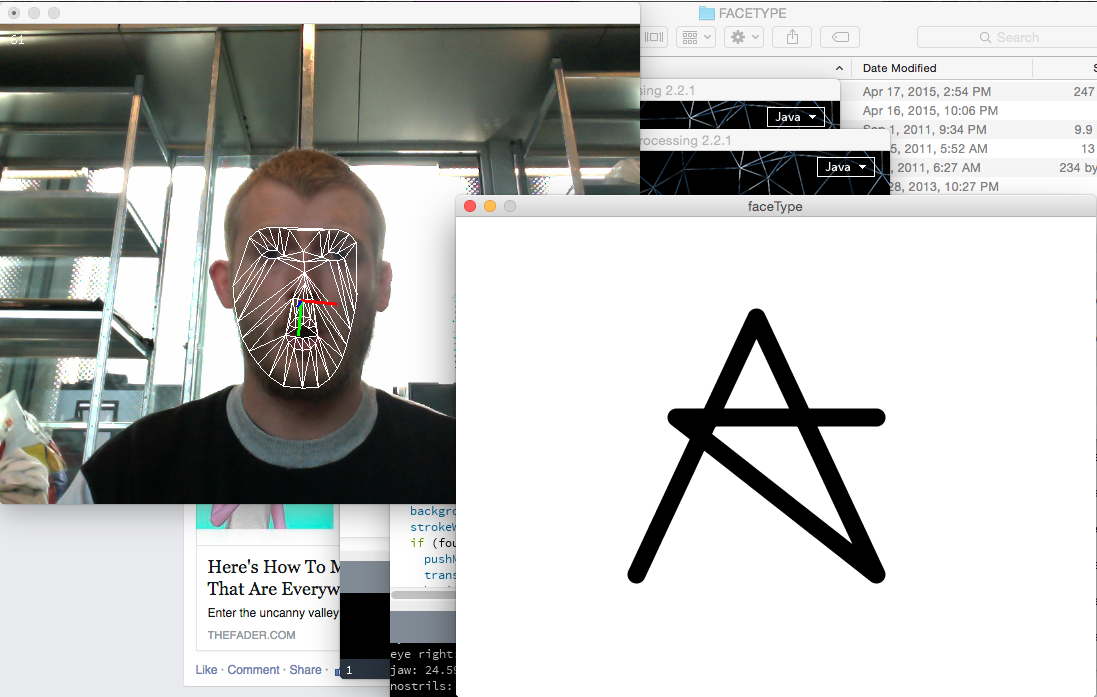 61
FACETYPE
Search
Date Modified
Apr 17, 2015, 2:54 PM
247
Apr 16, 2015, 10:06 PM
1, 2011, 9:34 PM
9.9
5, 2011, 5:52 AM
13
, 2011, 6:27 AM
234 by
28, 2013, 10:27 PM
sing 2.2.1
Java
rocessing 2.2.1
Java
faceType
A
backgro
strokeW
if (fou
pushM
trans
Here's How To M
That Are Everyw
Enter the uncanny valley
THEFADER.COM
Like · Comment · Share ·
1
eye right
jaw: 24.59
nostrils: